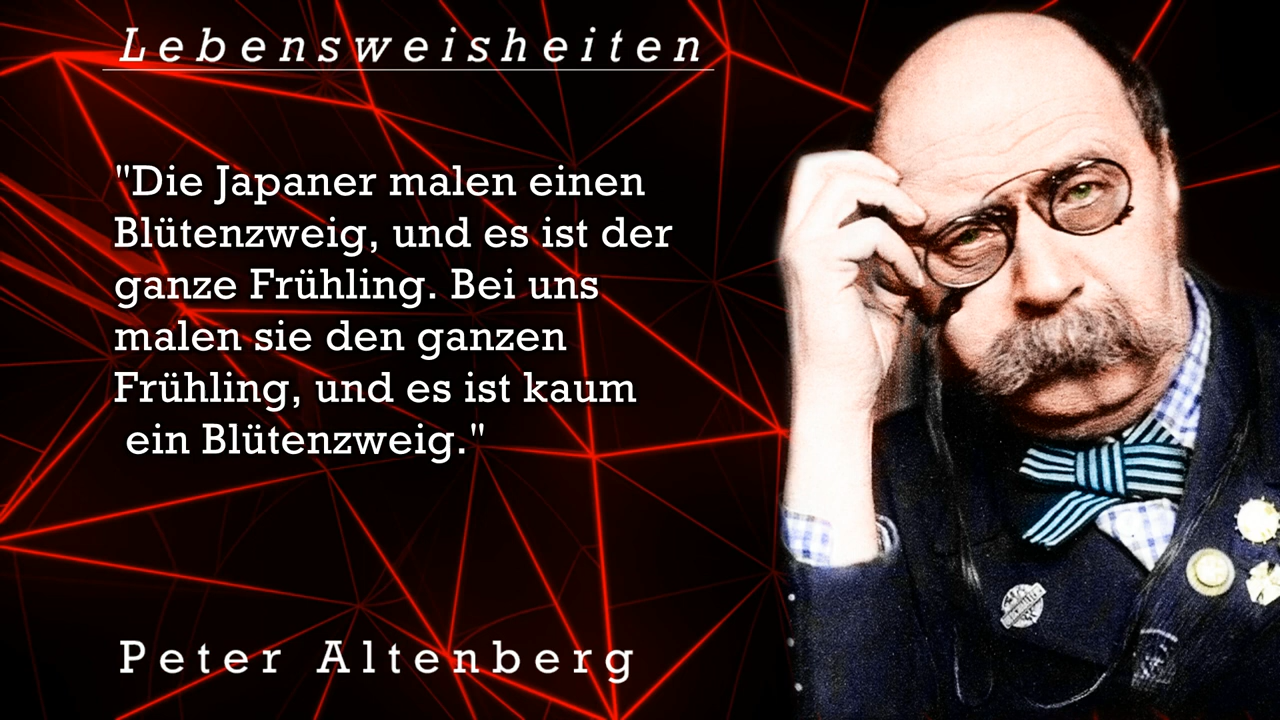 Lebensweisheiten
"Die Japaner malen einen
Blütenzweig, und es ist der
ganze Frühling. Bei uns
malen sie den ganzen
Frühling, und es ist kaum
ein Blütenzweig."
Peter Altenberg